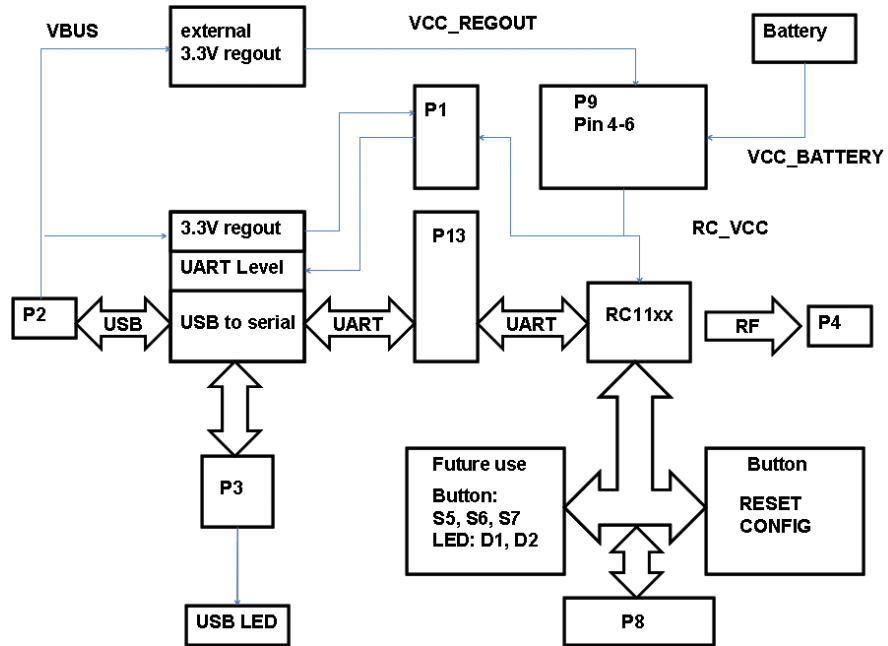 VBUS
external
3.3V regout
VCC_REGOUT
Battery
P1
P9
Pin 4-6
VCC_BATTERY
3.3V regout
P13
RC_VCC
UART Level
P2
USB
USB to serial
UART
UART
RC11xx
RF
P4
P3
Future use
Button:
S5, S6, S7
LED: D1, D2
Button
RESET
CONFIG
USB LED
P8